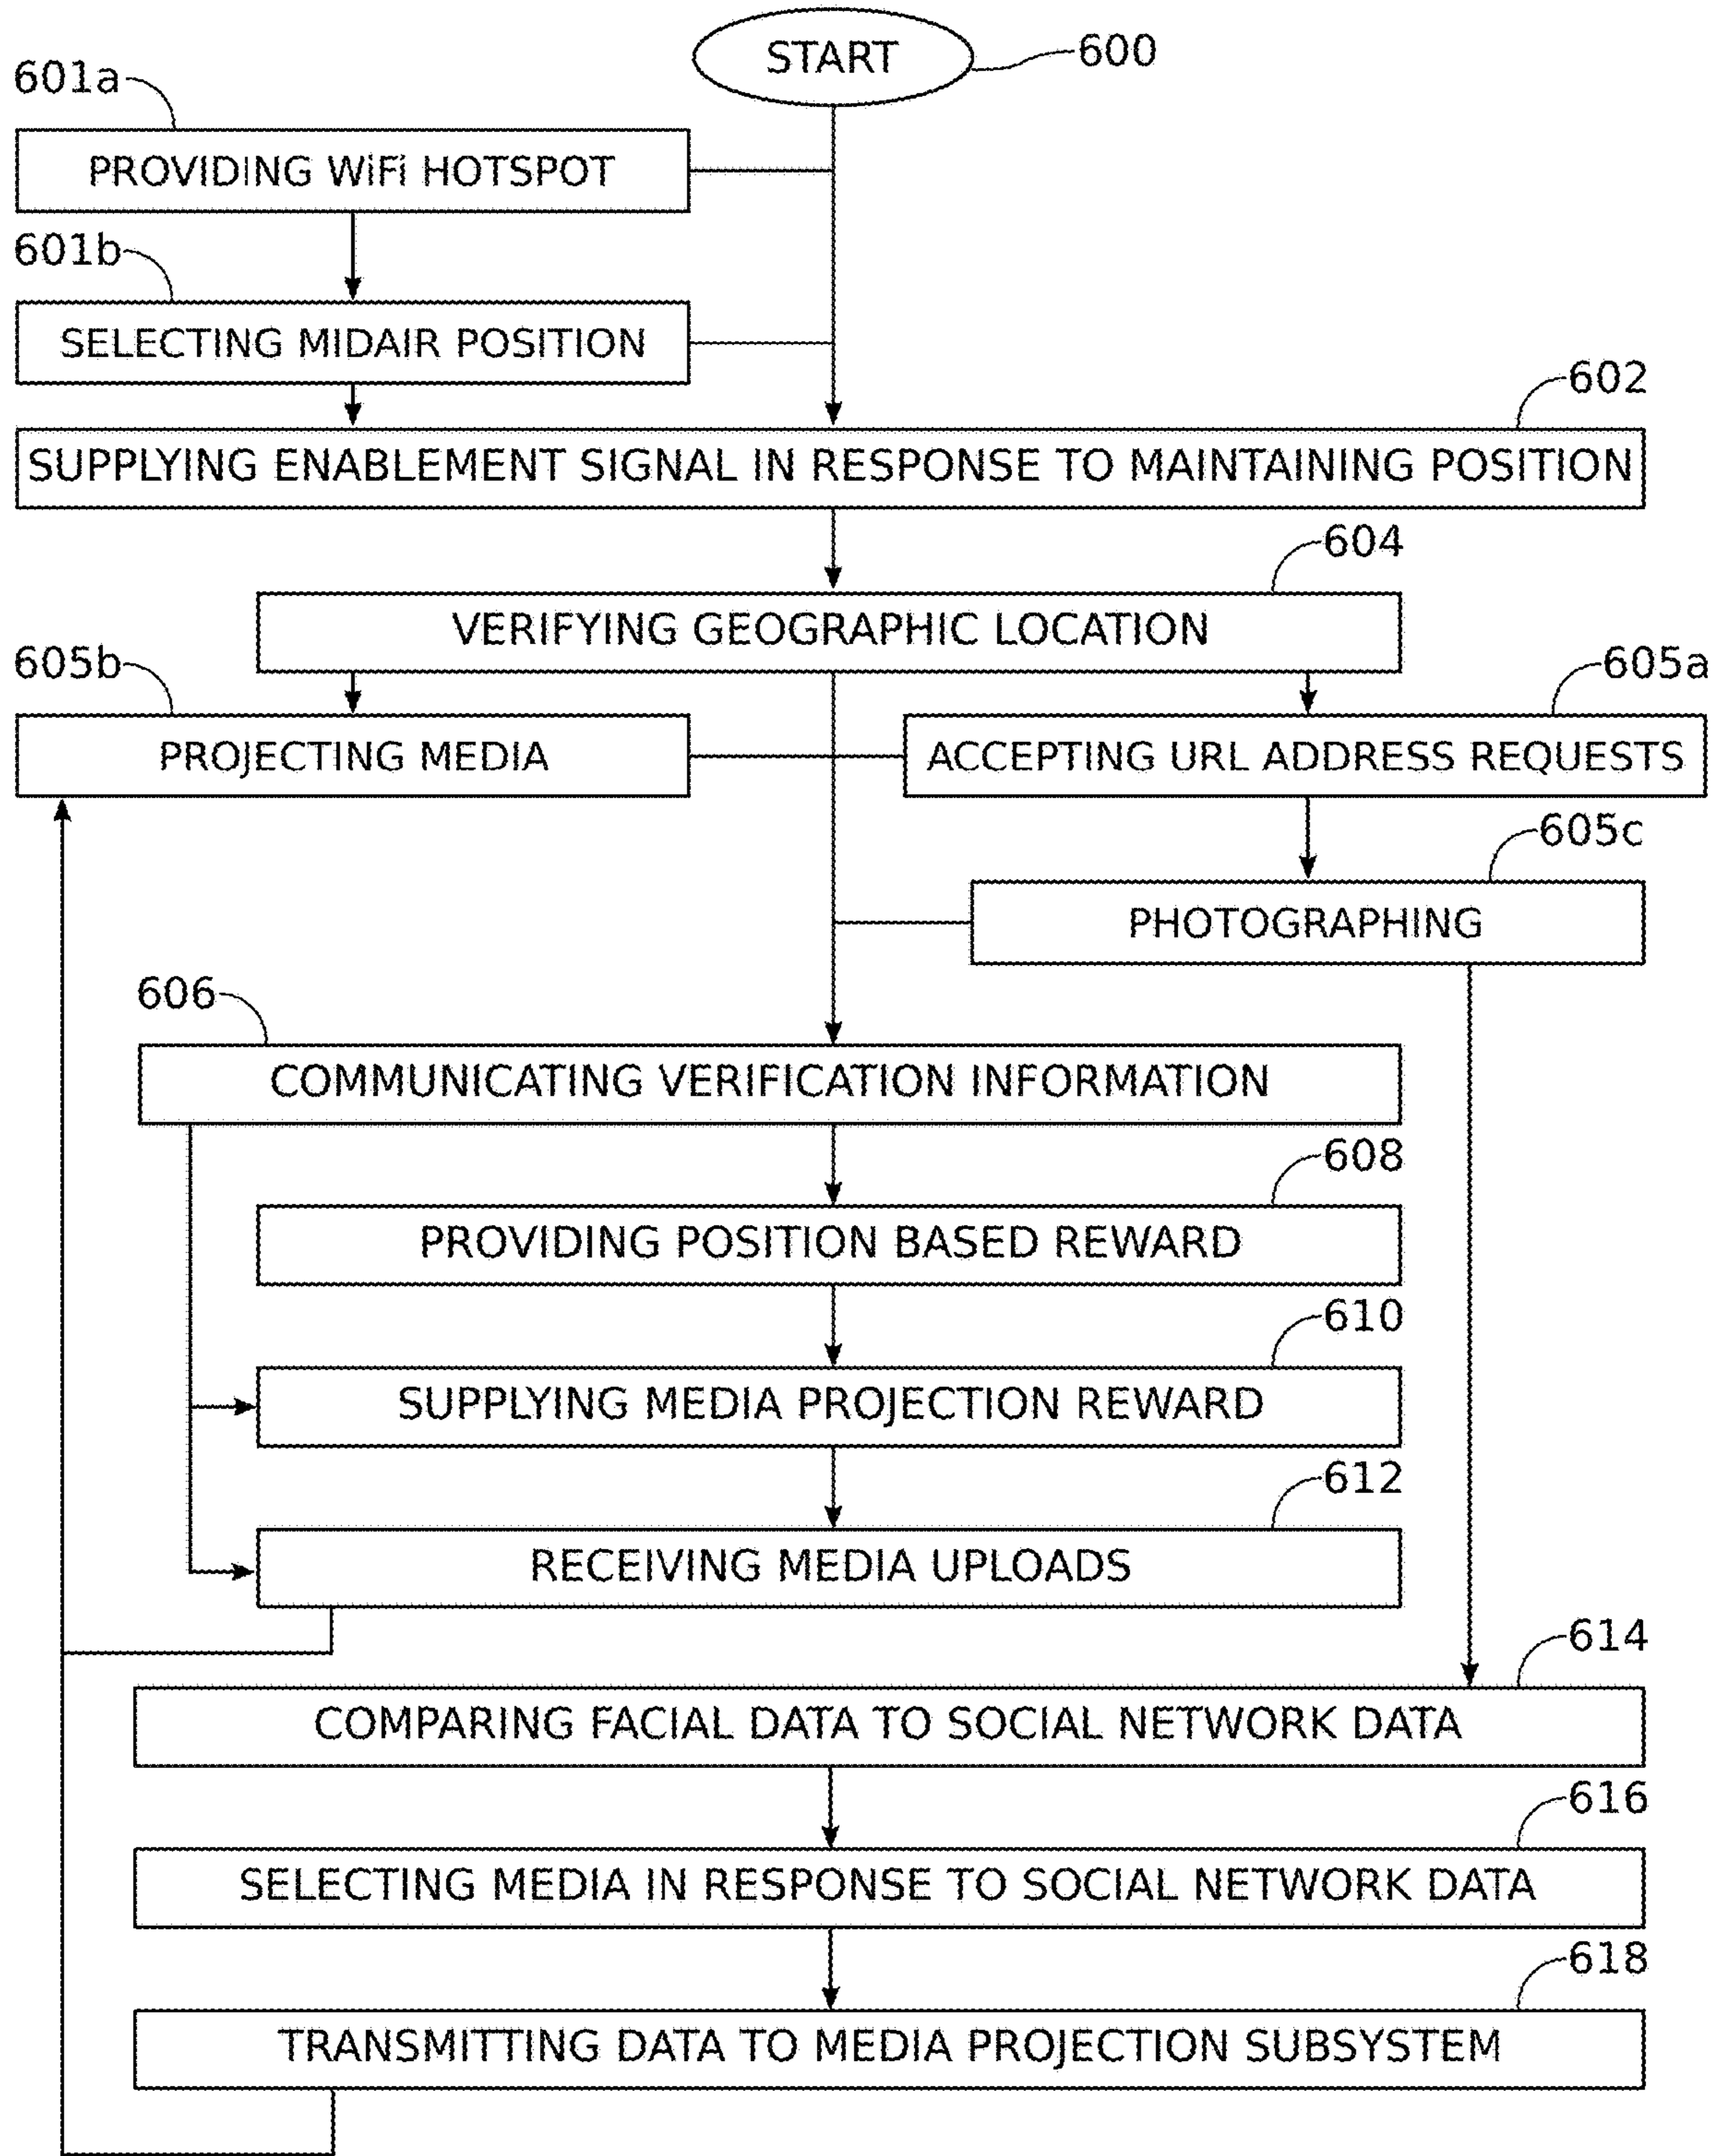 START
600
601a
PROVIDING WiFi HOTSPOT
601b
SELECTING MIDAIR POSITION
602
SUPPLYING ENABLEMENT SIGNAL IN RESPONSE TO MAINTAINING POSITION
604
VERIFYING GEOGRAPHIC LOCATION
605b
605a
PROJECTING MEDIA
ACCEPTING URL ADDRESS REQUESTS
605c
PHOTOGRAPHING
606
COMMUNICATING VERIFICATION INFORMATION
608
PROVIDING POSITION BASED REWARD
610
SUPPLYING MEDIA PROJECTION REWARD
612
RECEIVING MEDIA UPLOADS
614
COMPARING FACIAL DATA TO SOCIAL NETWORK DATA
616
SELECTING MEDIA IN RESPONSE TO SOCIAL NETWORK DATA
618
TRANSMITTING DATA TO MEDIA PROJECTION SUBSYSTEM